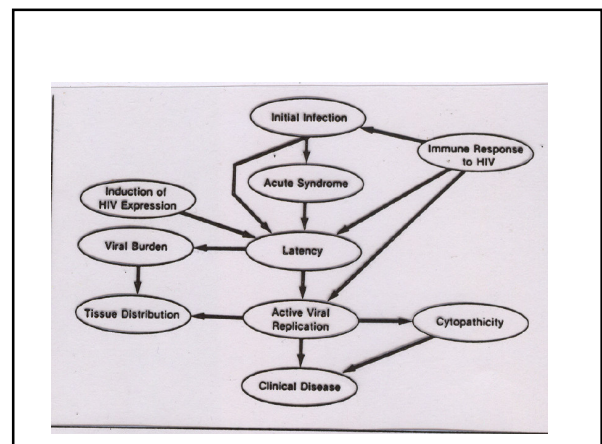 Initial Infection
Immune Response
to HIV
Acute Syndrome
Induction of
HIV Expression
Viral Burden
Latency
Tissue Distribution
Active Viral
Replication
Cytopathicity
Clinical Disease